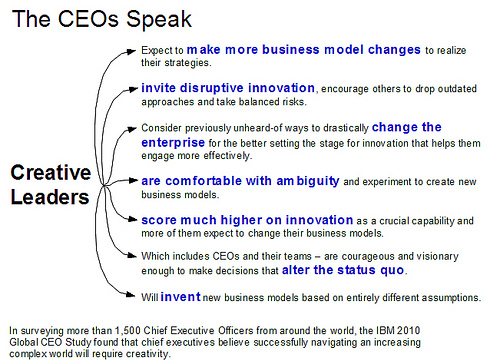 The CEOs Speak
Expect to make more business model changes to realize
their strategies.
invite disruptive innovation, encourage others to drop outdated
approaches and take balanced risks.
Consider previously unheard-of ways to drastically change the
enterprise for the better setting the stage for innovation that helps them
engage more effectively.
Creative
Leaders
are comfortable with ambiguity and experiment to create new
business models.
score much higher on innovation as a crucial capability and
more of them expect to change their business models.
Which includes CEOs and their teams – are courageous and visionary
enough to make decisions that alter the status quo.
Will invent new business models based on entirely different assumptions.
In surveying more than 1,500 Chief Executive Officers from around the world, the IBM 2010
Global CEO Study found that chief executives believe successfully navigating an increasing
complex world will require creativity.